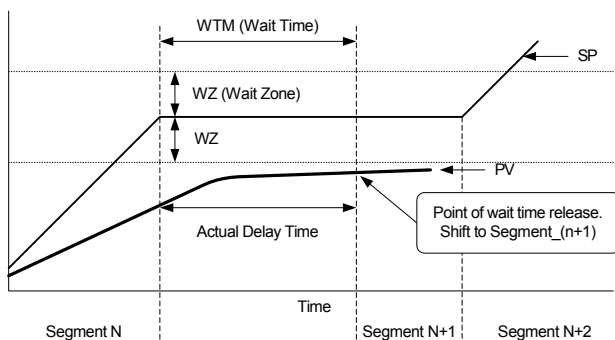 WTM (Wait Time)
SP
WZ (Wait Zone)
WZ
PV
Point of wait time release.
Shift to Segment_(n+1)
Actual Delay Time
Time
Segment N
Segment N+1
Segment N+2